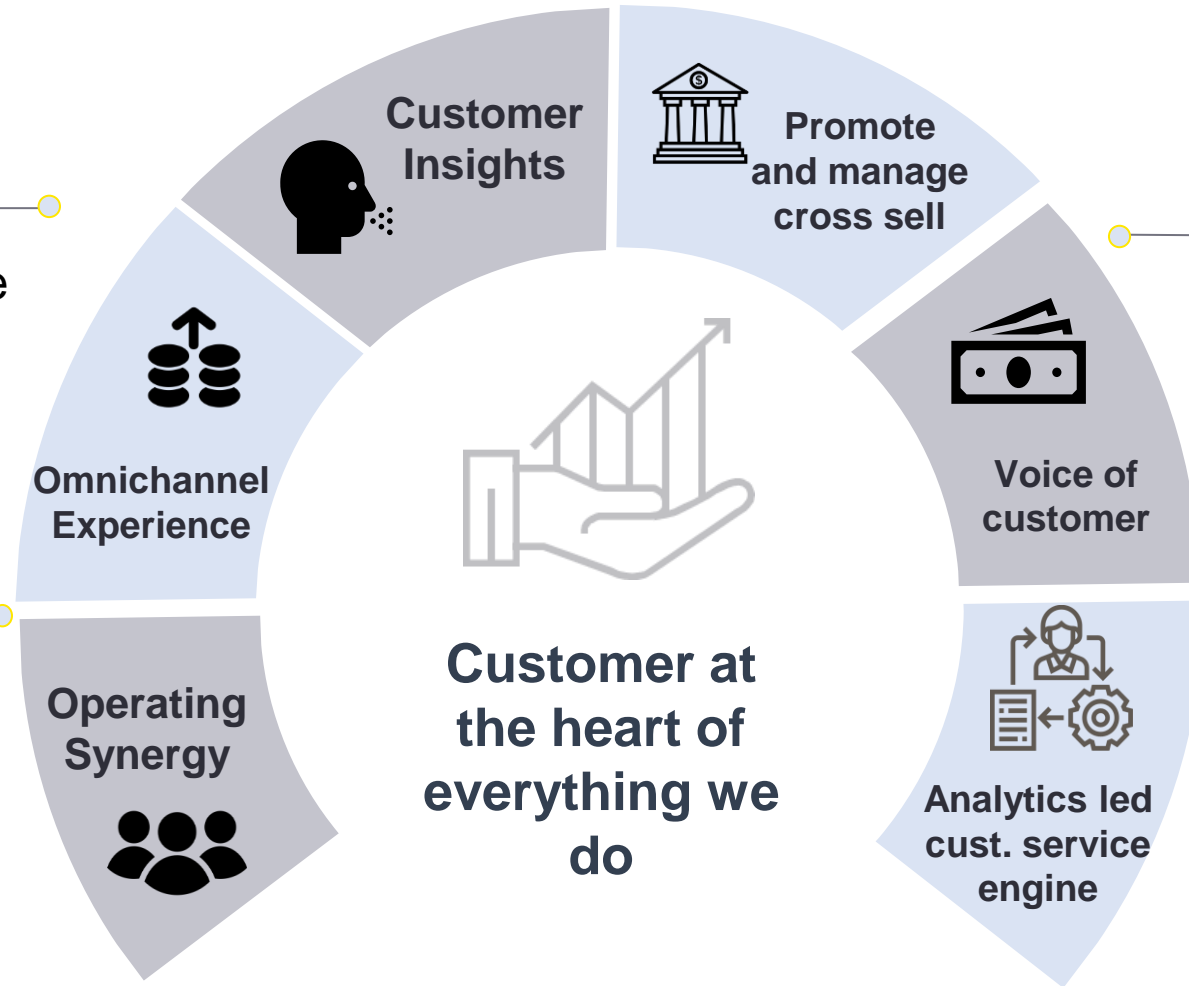 Customer
Insights
Promote
and manage
cross sell
e
Omnichannel
Experience
Voice of
customer
Operating
Synergy
Customer at
the heart of
everything we
do
Analytics led
cust. service
engine